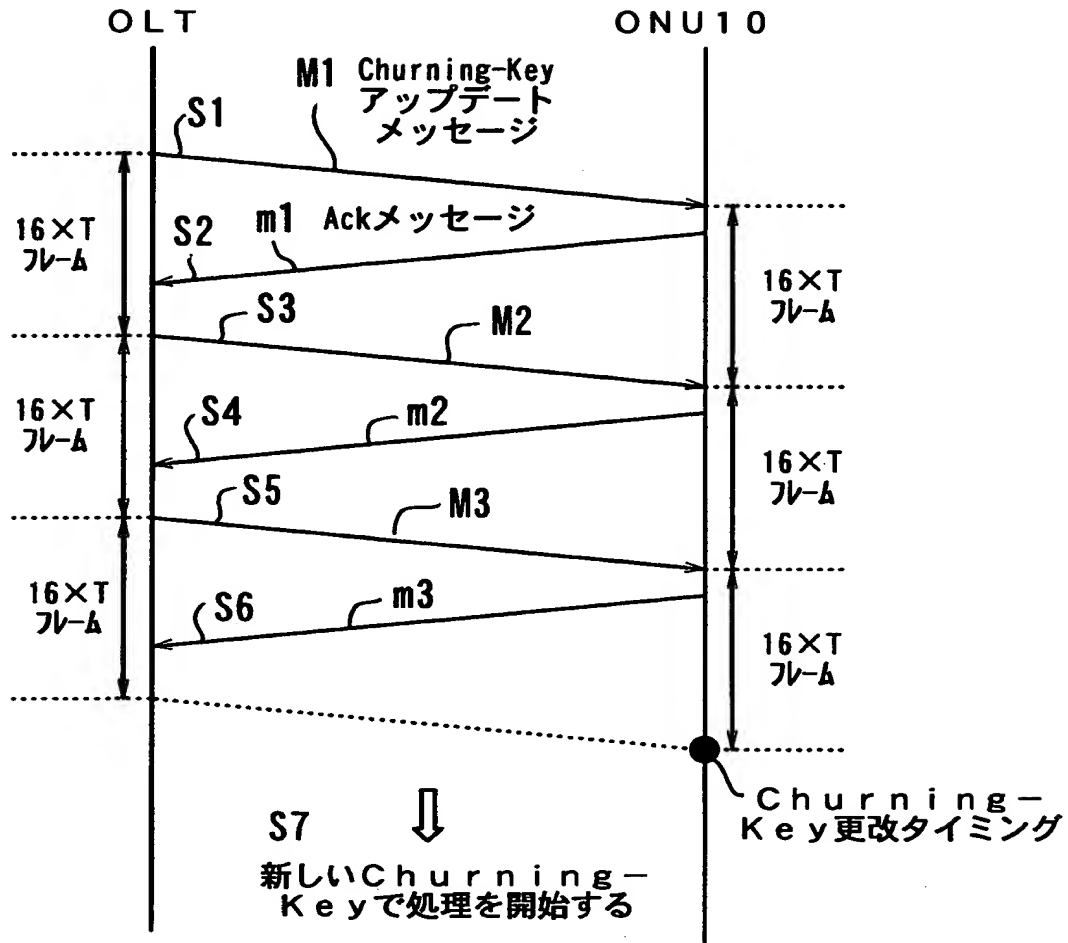 OLT
ONU10
M1 Churning-Key
アップデート
メッセージ
S1
m1 Ackメッセージ
S2
16×T
フレーム
16×T
フレーム
S3
M2
16×T
フレーム
S4
m2
16×T
フレーム
S5
M3
16×T
フレーム
S6
m3
16×T
フレーム
Churning-
Key更改タイミング
S7
新しいChurning-
Keyで処理を開始する